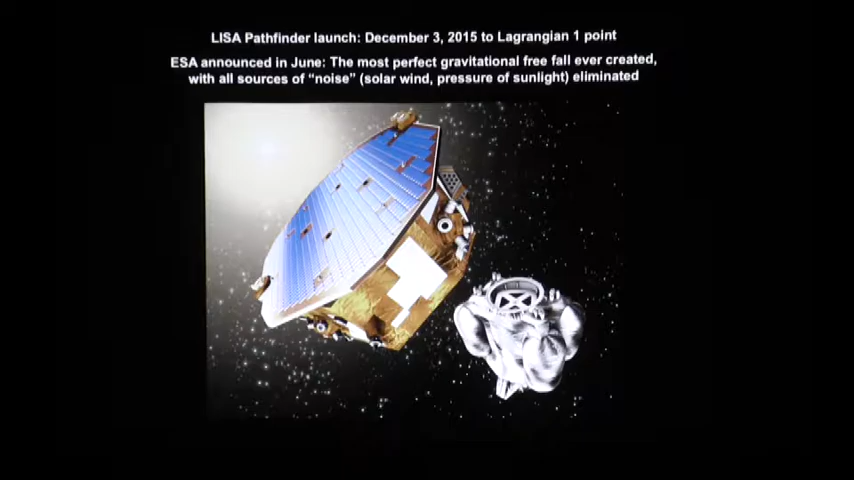 LISA Pathfinder launch: December 3, 2015 to Lagrangian 1 point
ESA announced in June: The most perfect gravitational free fall ever created,
with all sources of “noise” (solar wind, pressure of sunlight) eliminated